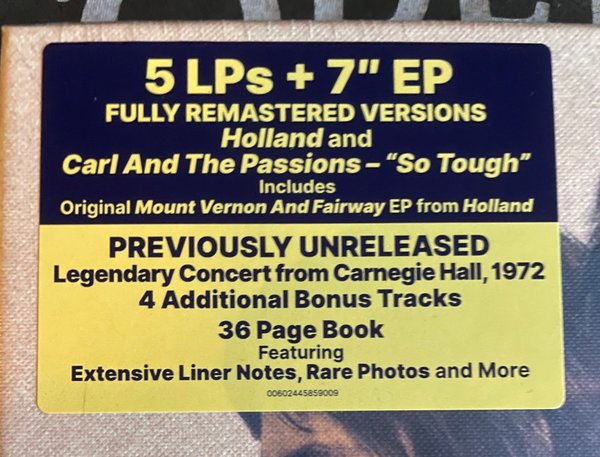 5 LPs + 7” EP
FULLY REMASTERED VERSIONS
Holland and
Carl And The Passions – “So Tough”
Includes
Original Mount Vernon And Fairway EP from Holland
PREVIOUSLY UNRELEASED
Legendary Concert from Carnegie Hall, 1972
4 Additional Bonus Tracks
36 Page Book
Featuring
Extensive Liner Notes, Rare Photos and More
00602445859009